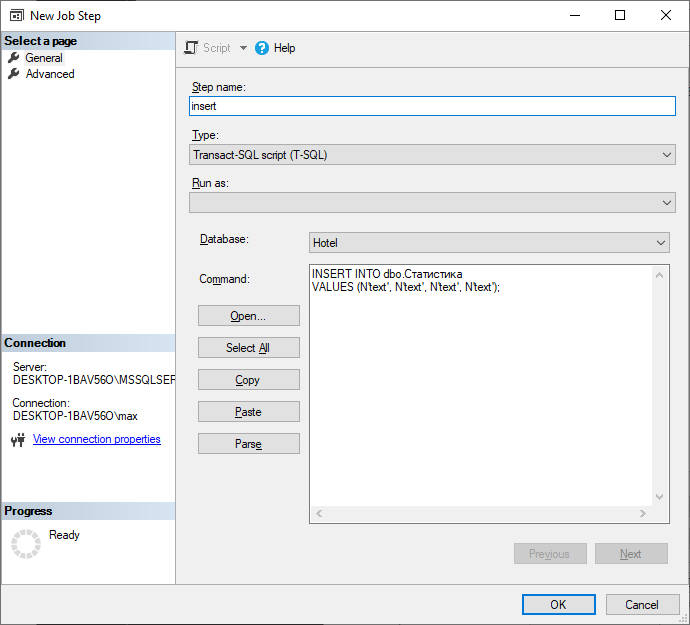 New Job Step
Select a page
General
Advanced
Script
Help
Step name:
insert
Type:
Transact-SQL script (T-SQL)
Run as:
Database:
Hotel
Command:
INSERT INTO dbo.Статистика
VALUES (N'text', N'text', N'text', N'text');
Open...
Select All
Copy
Paste
Parse
Connection
Server:
DESKTOP-1BAV56O\MSSQLSEF
Connection:
DESKTOP-1BAV56O\max
View connection properties
Progress
Ready
Previous
Next
OK
Cancel